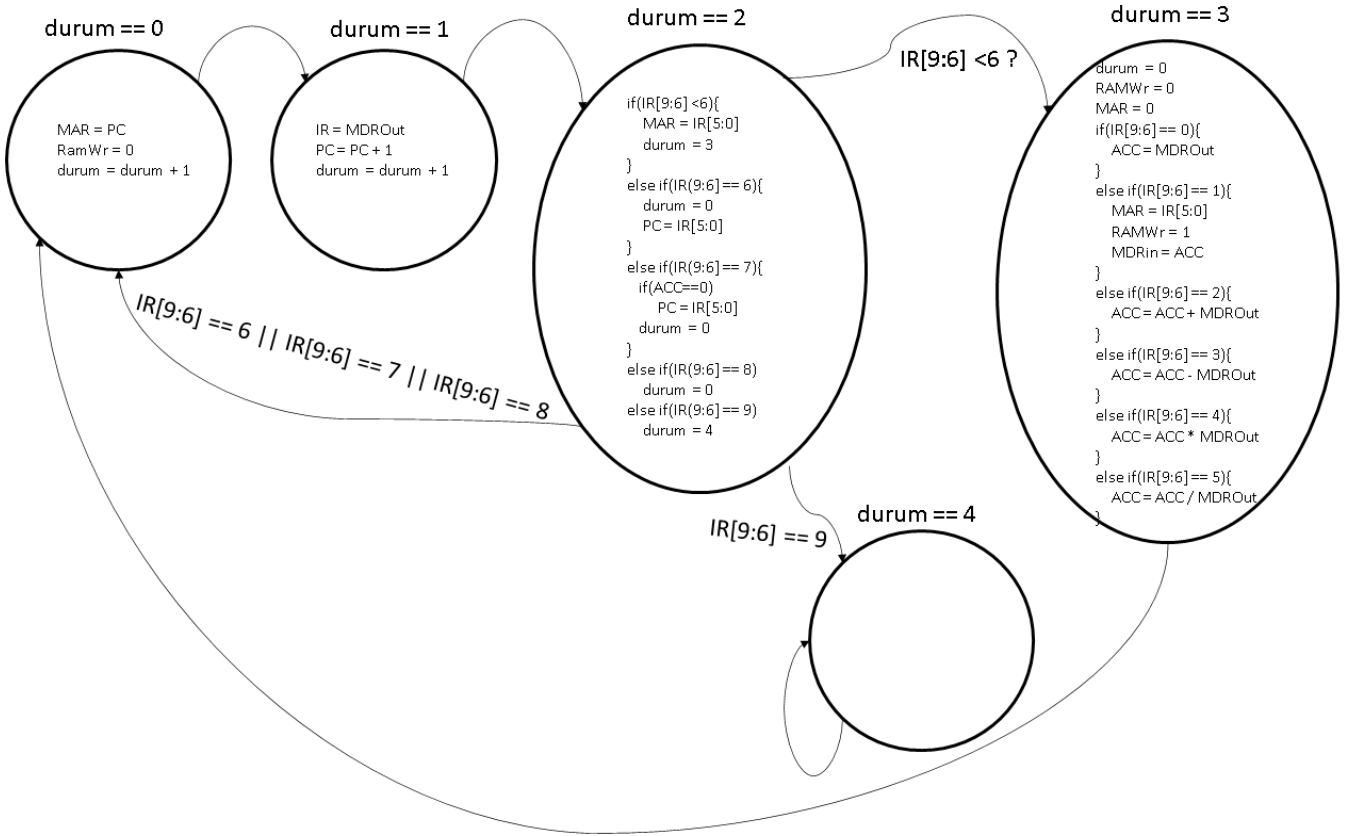 durum == 0
MAR = PC
RamWr = 0
durum = durum + 1
durum == 1
IR = MDROut
PC = PC + 1
durum = durum + 1
durum == 2
if(IR[9:6] <6){
MAR = IR[5:0]
durum = 3
}
else if(IR(9:6] == 6){
durum = 0
PC = IR[5:0]
}
else if(IR(9:6] == 7){
if(ACC==0)
PC = IR[5:0]
durum = 0
}
else if(IR(9:6] == 8)
durum = 0
else if(IR(9:6] == 9)
durum = 4
IR[9:6] <6 ?
durum == 3
durum = 0
RAMWr = 0
MAR = 0
if(IR[9:6] == 0){
ACC = MDROut
}
else if(IR[9:6] == 1){
MAR = IR[5:0]
RAMWr = 1
MDRin = ACC
}
else if(IR[9:6] == 2){
ACC = ACC + MDROut
}
else if(IR[9:6] == 3){
ACC = ACC - MDROut
}
else if(IR[9:6] == 4){
ACC = ACC * MDROut
}
else if(IR[9:6] == 5){
ACC = ACC / MDROut
}
IR[9:6] == 6 || IR[9:6] == 7 || IR[9:6] == 8
IR[9:6] == 9
durum == 4